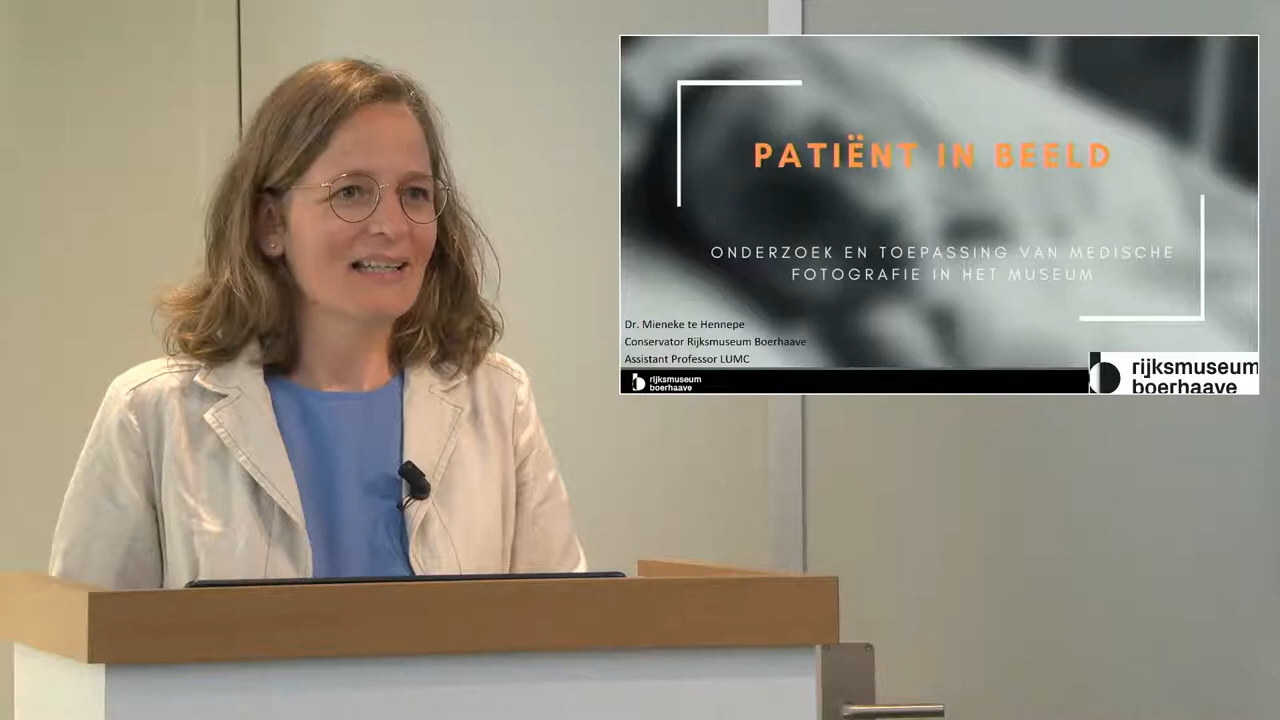 PATIËNT IN BEELD
ONDERZOEK EN TOEPASSING VAN MEDISCHE
FOTOGRAFIE IN HET MUSEUM
Dr. Mieneke te Hennepe
Conservator Rijksmuseum Boerhaave
Assistant Professor LUMC
rijksmuseum
boerhaave
rijksmuseum
boerhaave